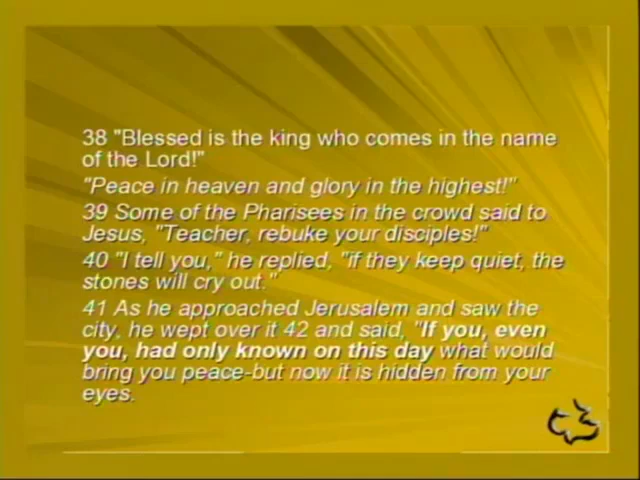 38 "Blessed is the king who comes in the name
of the Lord!"
"Peace in heaven and glory in the highest!"
39 Some of the Pharisees in the crowd said to
Jesus, "Teacher, rebuke your disciples!"
40 "I tell you," he replied, "if they keep quiet, the
stones will cry out."
41 As he approached Jerusalem and saw the
city, he wept over it 42 and said, "If you, even
you, had only known on this day what would
bring you peace-but now it is hidden from your
eyes.